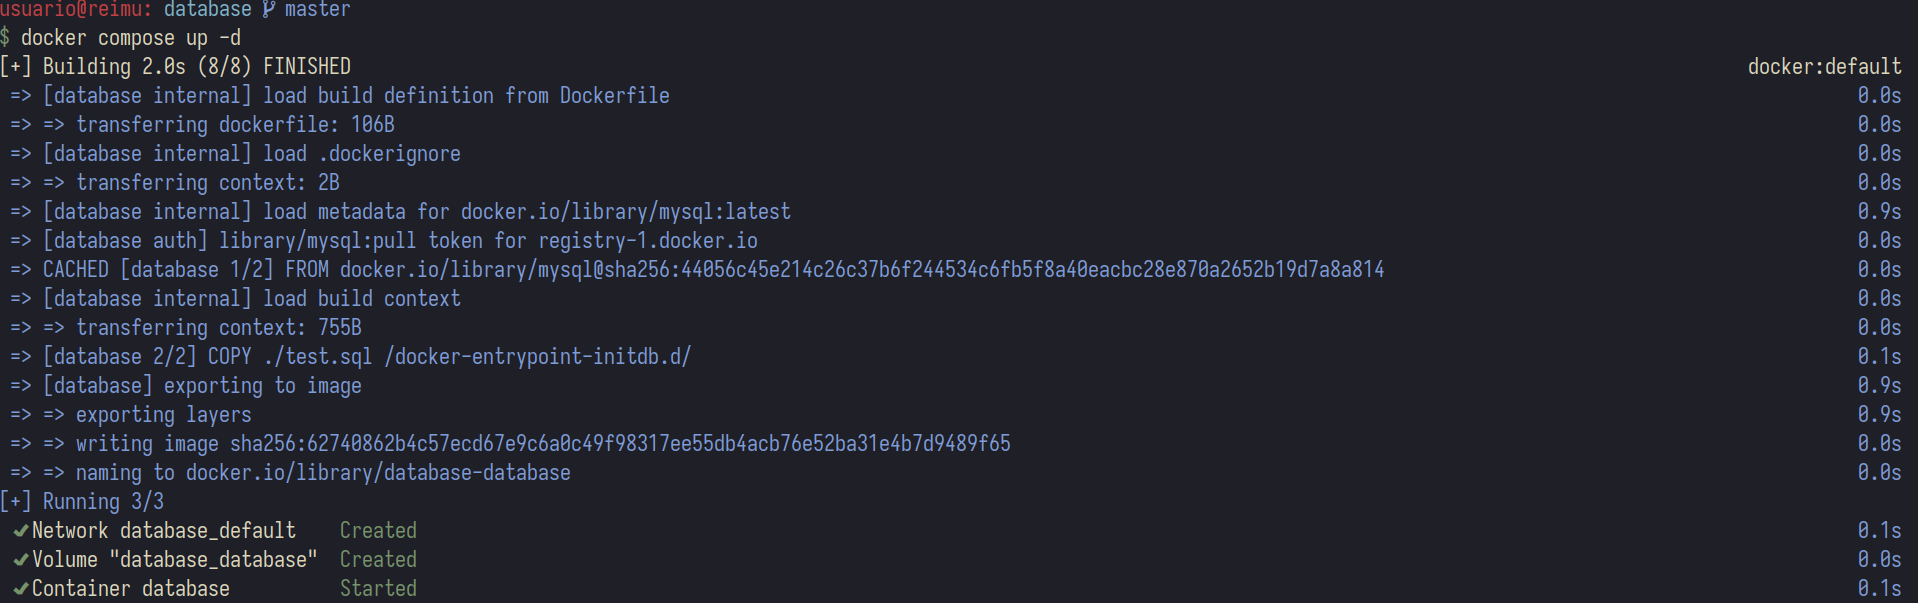 usuario@reimu: database master
$ docker compose up -d
[+] Building 2.0s (8/8) FINISHED docker:default
=> [database internal] load build definition from Dockerfile 0.0s
=> => transferring dockerfile: 106B 0.0s
=> [database internal] load .dockerignore 0.0s
=> => transferring context: 2B 0.0s
=> [database internal] load metadata for docker.io/library/mysql:latest 0.9s
=> [database auth] library/mysql:pull token for registry-1.docker.io 0.0s
=> CACHED [database 1/2] FROM docker.io/library/mysql@sha256:44056c45e214c26c37b6f244534c6fb5f8a40eacbc28e870a2652b19d7a8a814 0.0s
=> [database internal] load build context 0.0s
=> => transferring context: 755B 0.0s
=> [database 2/2] COPY ./test.sql /docker-entrypoint-initdb.d/ 0.1s
=> [database] exporting to image 0.9s
=> => exporting layers 0.9s
=> => writing image sha256:62740862b4c57ecd67e9c6a0c49f98317ee55db4acb76e52ba31e4b7d9489f65 0.0s
=> => naming to docker.io/library/database-database 0.0s
[+] Running 3/3
✔Network database_default Created 0.1s
✔Volume "database_database" Created 0.0s
✔Container database Started 0.1s